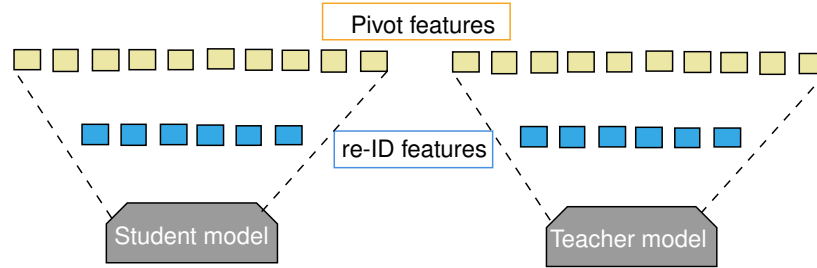 Pivot features
re-ID features
Student model
Teacher model